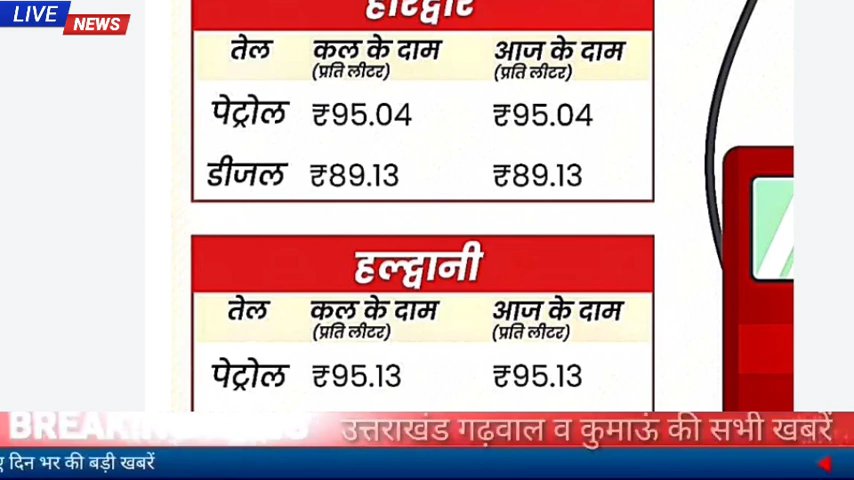 LIVE
NEWS
हरिद्वार
तेल कल के दाम आज के दाम
(प्रति लीटर) (प्रति लीटर)
पेट्रोल ₹95.04 ₹95.04
डीजल ₹89.13 ₹89.13
हल्द्वानी
तेल कल के दाम आज के दाम
(प्रति लीटर) (प्रति लीटर)
पेट्रोल ₹95.13 ₹95.13
उत्तराखंड गढ़वाल व कुमाऊं की सभी खबरें
दिन भर की बड़ी खबरें